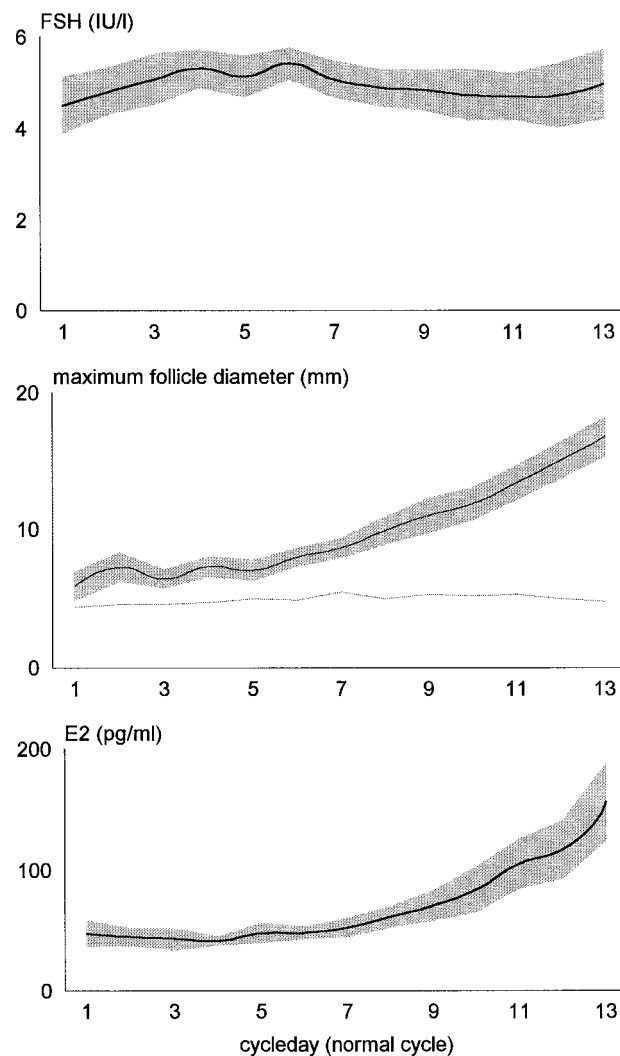 FSH (IU/l)
6
4
2
0
1 3 5 7 9 11 13
maximum follicle diameter (mm)
20
10
0
1 3 5 7 9 11 13
E2 (pg/ml)
200
100
0
1 3 5 7 9 11 13
cycleday (normal cycle)